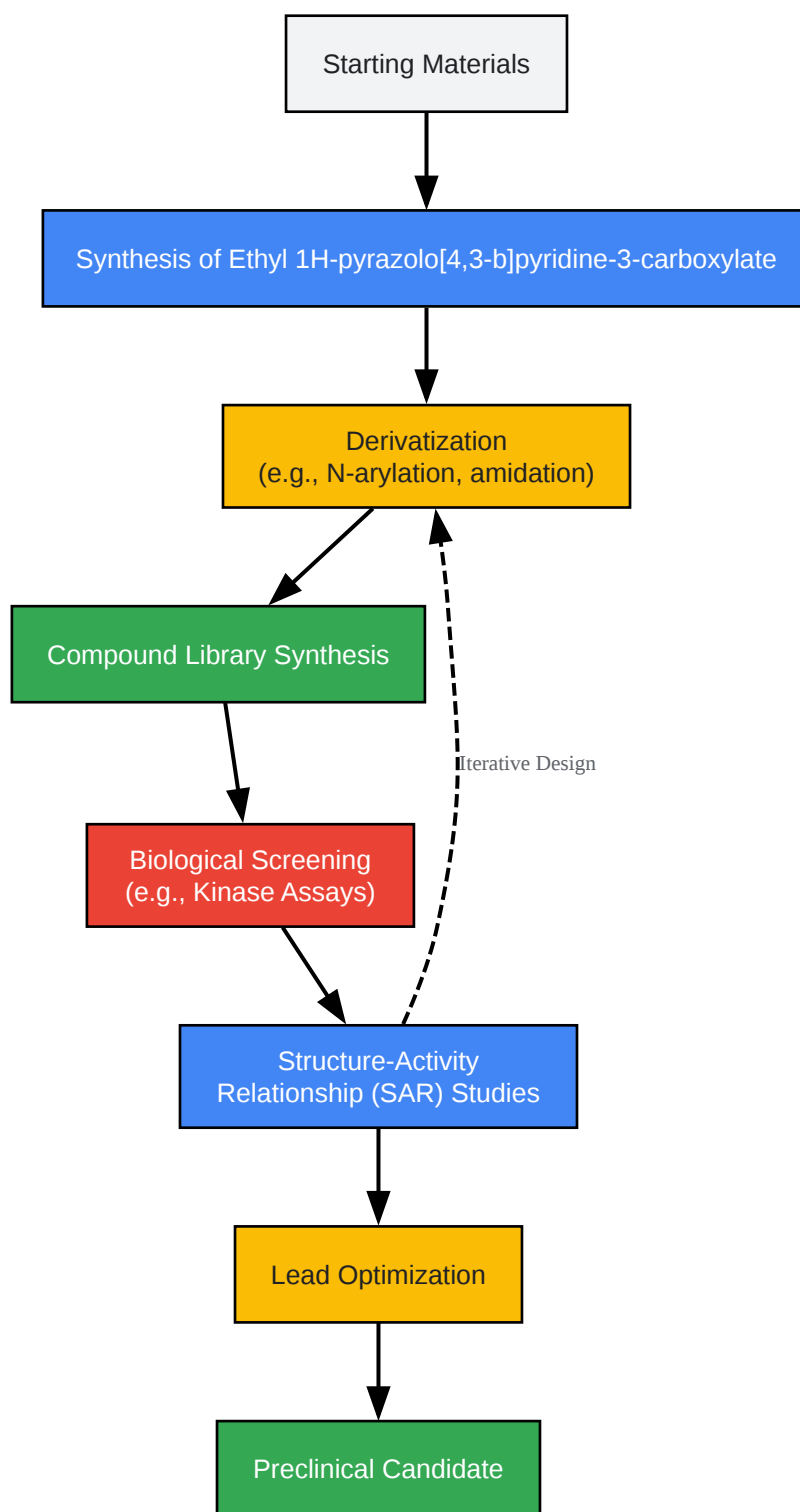 Starting Materials
Synthesis of Ethyl 1H-pyrazolo[4,3-b]pyridine-3-carboxylate
Derivatization
(e.g., N-arylation, amidation)
Compound Library Synthesis
Iterative Design
Biological Screening
(e.g., Kinase Assays)
Structure-Activity
Relationship (SAR) Studies
Lead Optimization
Preclinical Candidate